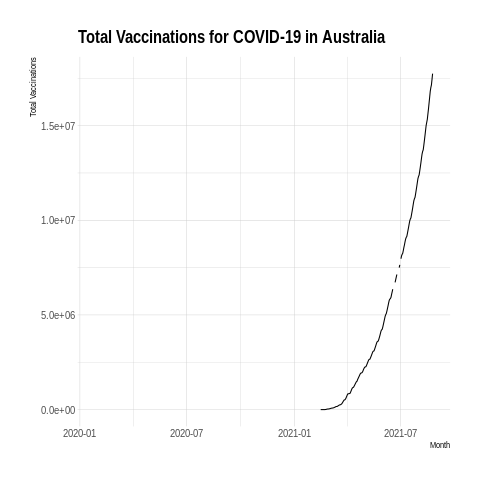 Total Vaccinations for COVID-19 in Australia
Total Vaccinations
1.5e+07
1.0e+07
5.0e+06
0.0e+00
2020-01 2020-07 2021-01 2021-07
Month